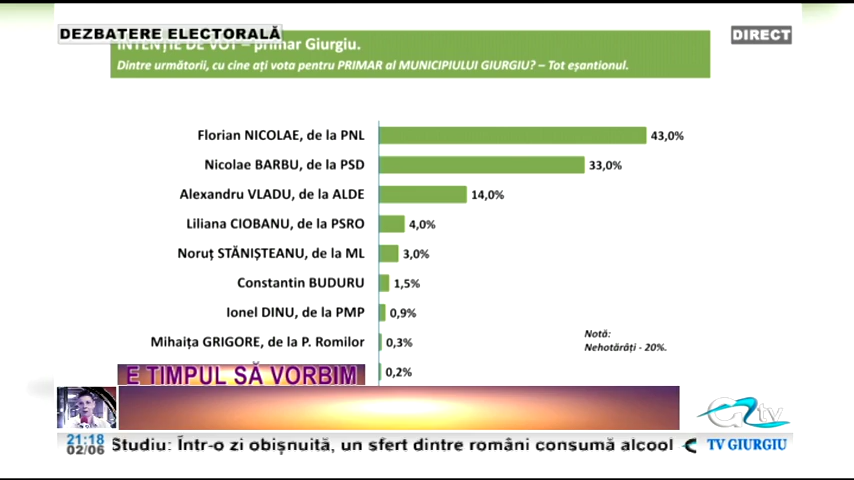 DEZBATERE ELECTORALĂ
DIRECT
INTENȚIE DE VOT – primar Giurgiu.
Dintre următorii, cu cine ați vota pentru PRIMAR al MUNICIPIULUI GIURGIU? – Tot eșantionul.
Florian NICOLAE, de la PNL 43,0%
Nicolae BARBU, de la PSD 33,0%
Alexandru VLADU, de la ALDE 14,0%
Liliana CIOBANU, de la PSRO 4,0%
Noruț STĂNIȘTEANU, de la ML 3,0%
Constantin BUDURU 1,5%
Ionel DINU, de la PMP 0,9%
Mihaița GRIGORE, de la P. Romilor 0,3%
0,2%
Notă:
Nehotărâți - 20%.
E TIMPUL SĂ VORBIM
tv
21:18
02/06
Studiu: Într-o zi obișnuită, un sfert dintre români consumă alcool
TV GIURGIU